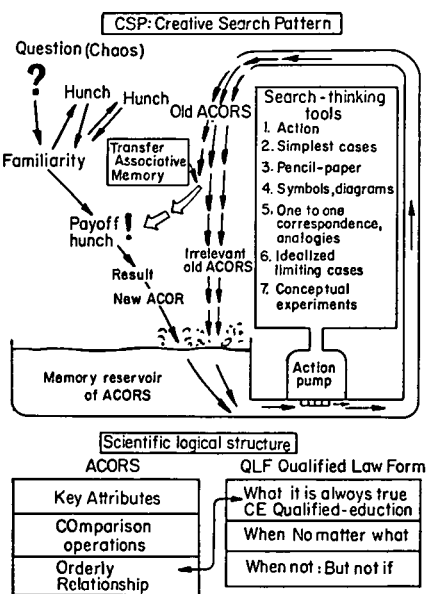 CSP: Creative Search Pattern
Question (Chaos)
?
Hunch
Hunch
Familiarity
Old ACORS
Transfer
Associative
Memory
Payoff !
hunch
Irrelevant
old ACORS
Result
New ACOR
Search-thinking
tools
1. Action
2. Simplest cases
3. Pencil-paper
4. Symbols, diagrams
5. One to one
correspondence,
analogies
6. Idealized
limiting cases
7. Conceptual
experiments
Action
pump
Memory reservoir
of ACORS
Scientific logical structure
ACORS
Key Attributes
COmparison
operations
Orderly
Relationship
QLF Qualified Law Form
What it is always true
CE Qualified-eduction
When No matter what
When not: But not if